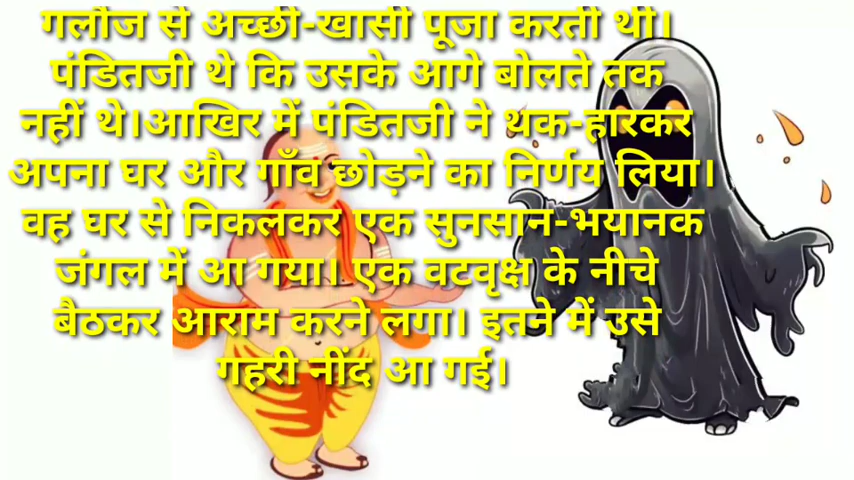 गलौज से अच्छी-खासी पूजा करती थी।
पंडितजी थे कि उसके आगे बोलते तक
नहीं थे।आखिर में पंडितजी ने थक-हारकर
अपना घर और गाँव छोड़ने का निर्णय लिया।
वह घर से निकलकर एक सुनसान-भयानक
जंगल में आ गया। एक वटवृक्ष के नीचे
बैठकर आराम करने लगा। इतने में उसे
गहरी नींद आ गई।